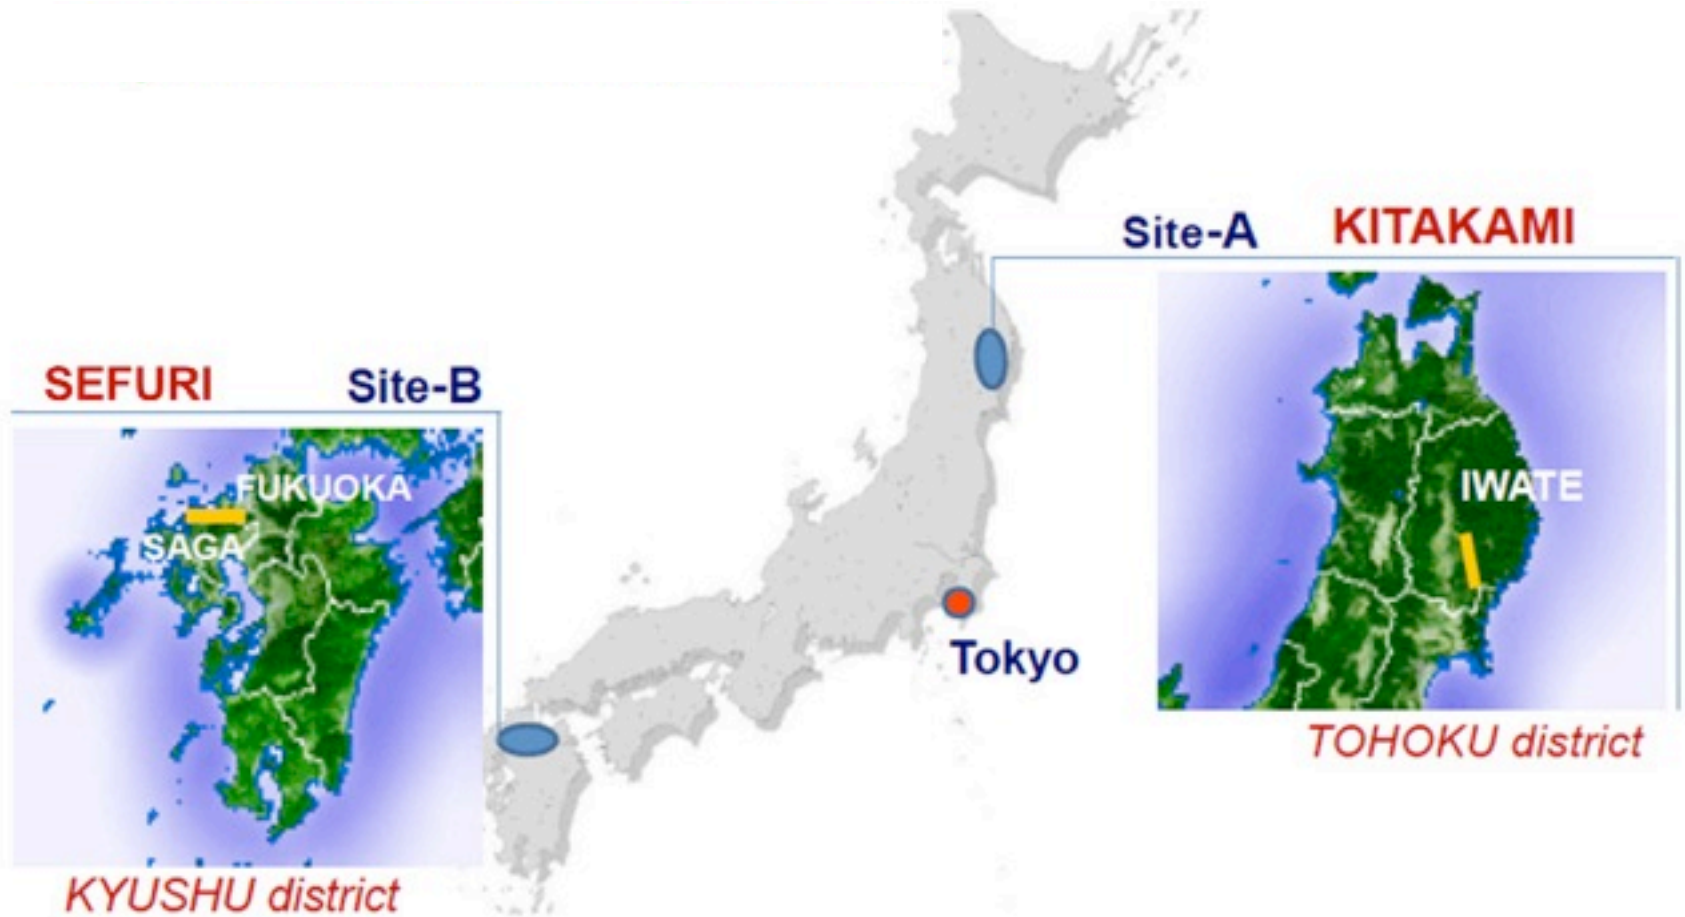 Site-A KITAKAMI
IWATE
TOHOKU district
SEFURI Site-B
FUKUOKA
SAGA
KYUSHU district
Tokyo